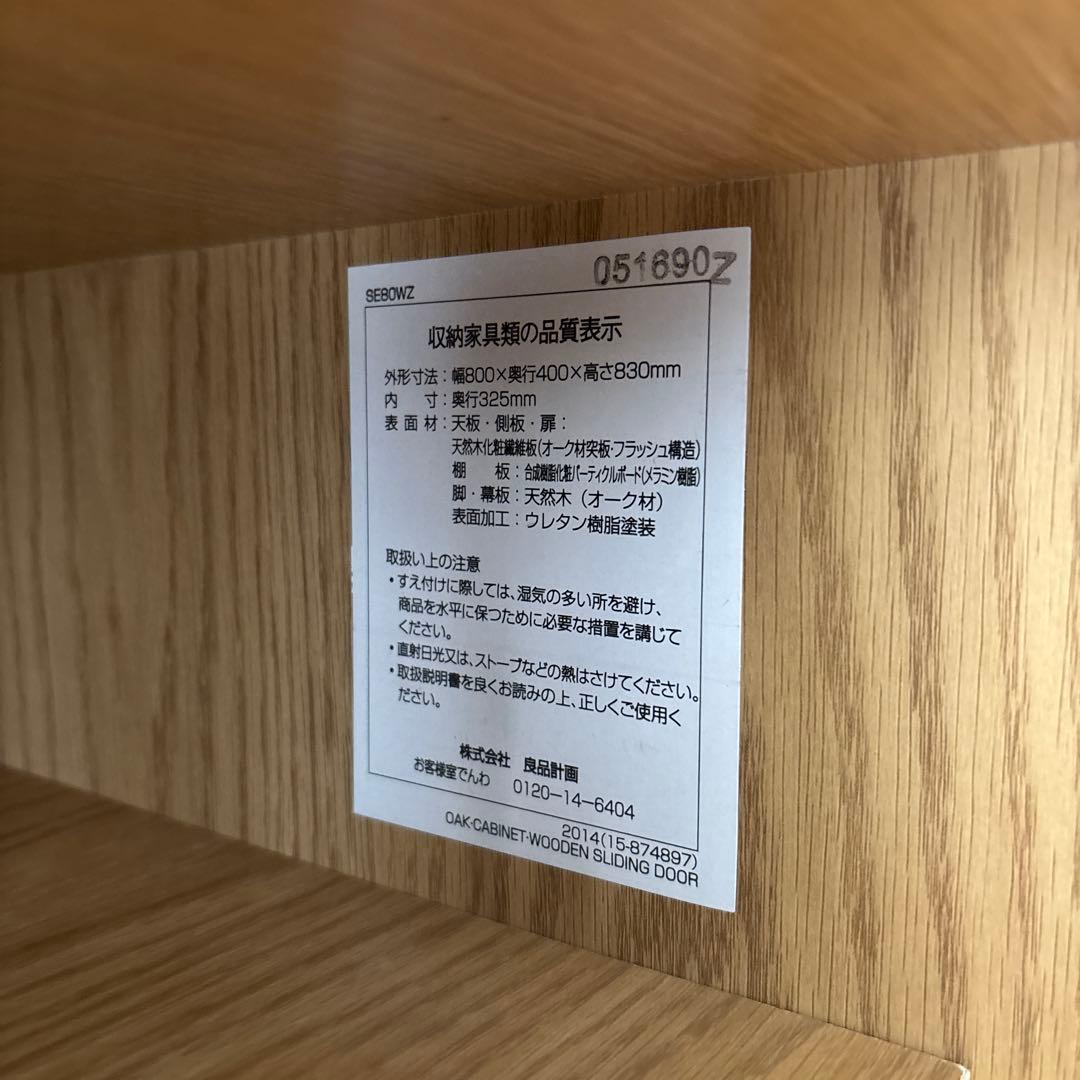 051690Z
SE80WZ
収納家具類の品質表示
外形寸法：幅800×奥行400×高さ830mm
内　寸：奥行325mm
表面材：天板・側板・扉：
天然木化粧繊維板(オーク材突板・フラッシュ構造)
棚　板：合成樹脂化粧パーティクルボード(メラミン樹脂)
脚・幕板：天然木（オーク材）
表面加工：ウレタン樹脂塗装
取扱い上の注意
・すえ付けに際しては、湿気の多い所を避け、
商品を水平に保つために必要な措置を講じて
ください。
・直射日光又は、ストーブなどの熱はさけてください。
・取扱説明書を良くお読みの上、正しくご使用く
ださい。
株式会社　良品計画
お客様室でんわ　0120-14-6404
2014(15-874897)
OAK・CABINET・WOODEN SLIDING DOOR